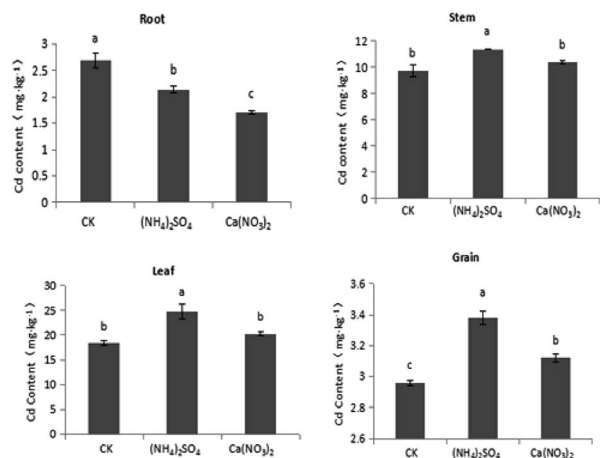 Root
Cd content ( mg·kg⁻¹)
3
2.5
2
1.5
1
0.5
0
a
b
c
CK
(NH₄)₂SO₄
Ca(NO₃)₂
Stem
Cd content ( mg·kg⁻¹)
12
10
8
6
4
2
0
b
a
b
CK
(NH₄)₂SO₄
Ca(NO₃)₂
Leaf
Cd Content ( mg·kg⁻¹)
30
25
20
15
10
5
0
b
a
b
CK
(NH₄)₂SO₄
Ca(NO₃)₂
Grain
Cd Content ( mg·kg⁻¹)
3.6
3.4
3.2
3
2.8
2.6
c
a
b
CK
(NH₄)₂SO₄
Ca(NO₃)₂